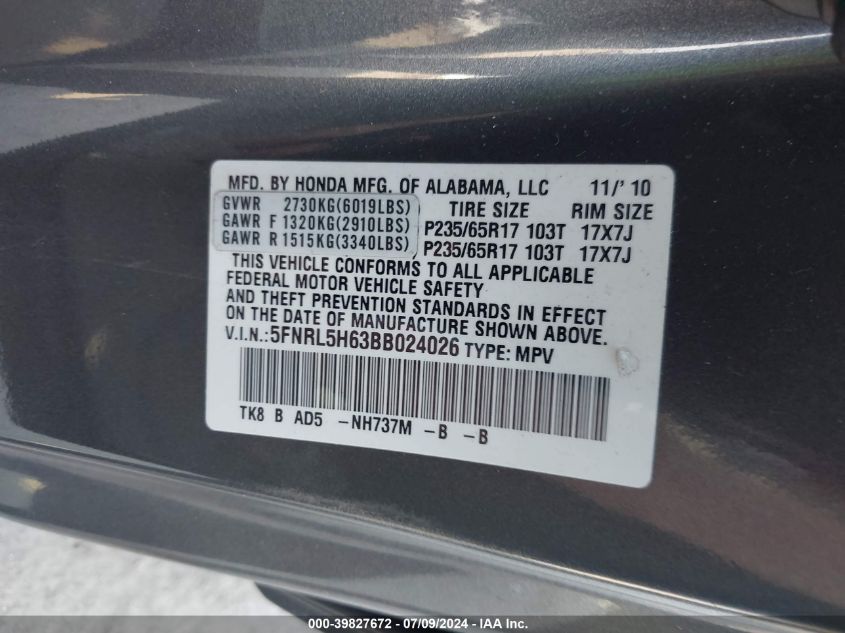 MFD. BY HONDA MFG. OF ALABAMA, LLC 11/' 10
GVWR 2730KG(6019LBS) TIRE SIZE RIM SIZE
GAWR F 1320KG(2910LBS) P235/65R17 103T 17X7J
GAWR R 1515KG(3340LBS) P235/65R17 103T 17X7J
THIS VEHICLE CONFORMS TO ALL APPLICABLE
FEDERAL MOTOR VEHICLE SAFETY
AND THEFT PREVENTION STANDARDS IN EFFECT
ON THE DATE OF MANUFACTURE SHOWN ABOVE.
V.I.N.: 5FNRL5H63BB024026 TYPE: MPV
TK8 B AD5 -NH737M -B -B
000-39827672 - 07/09/2024 - www.iaai.com